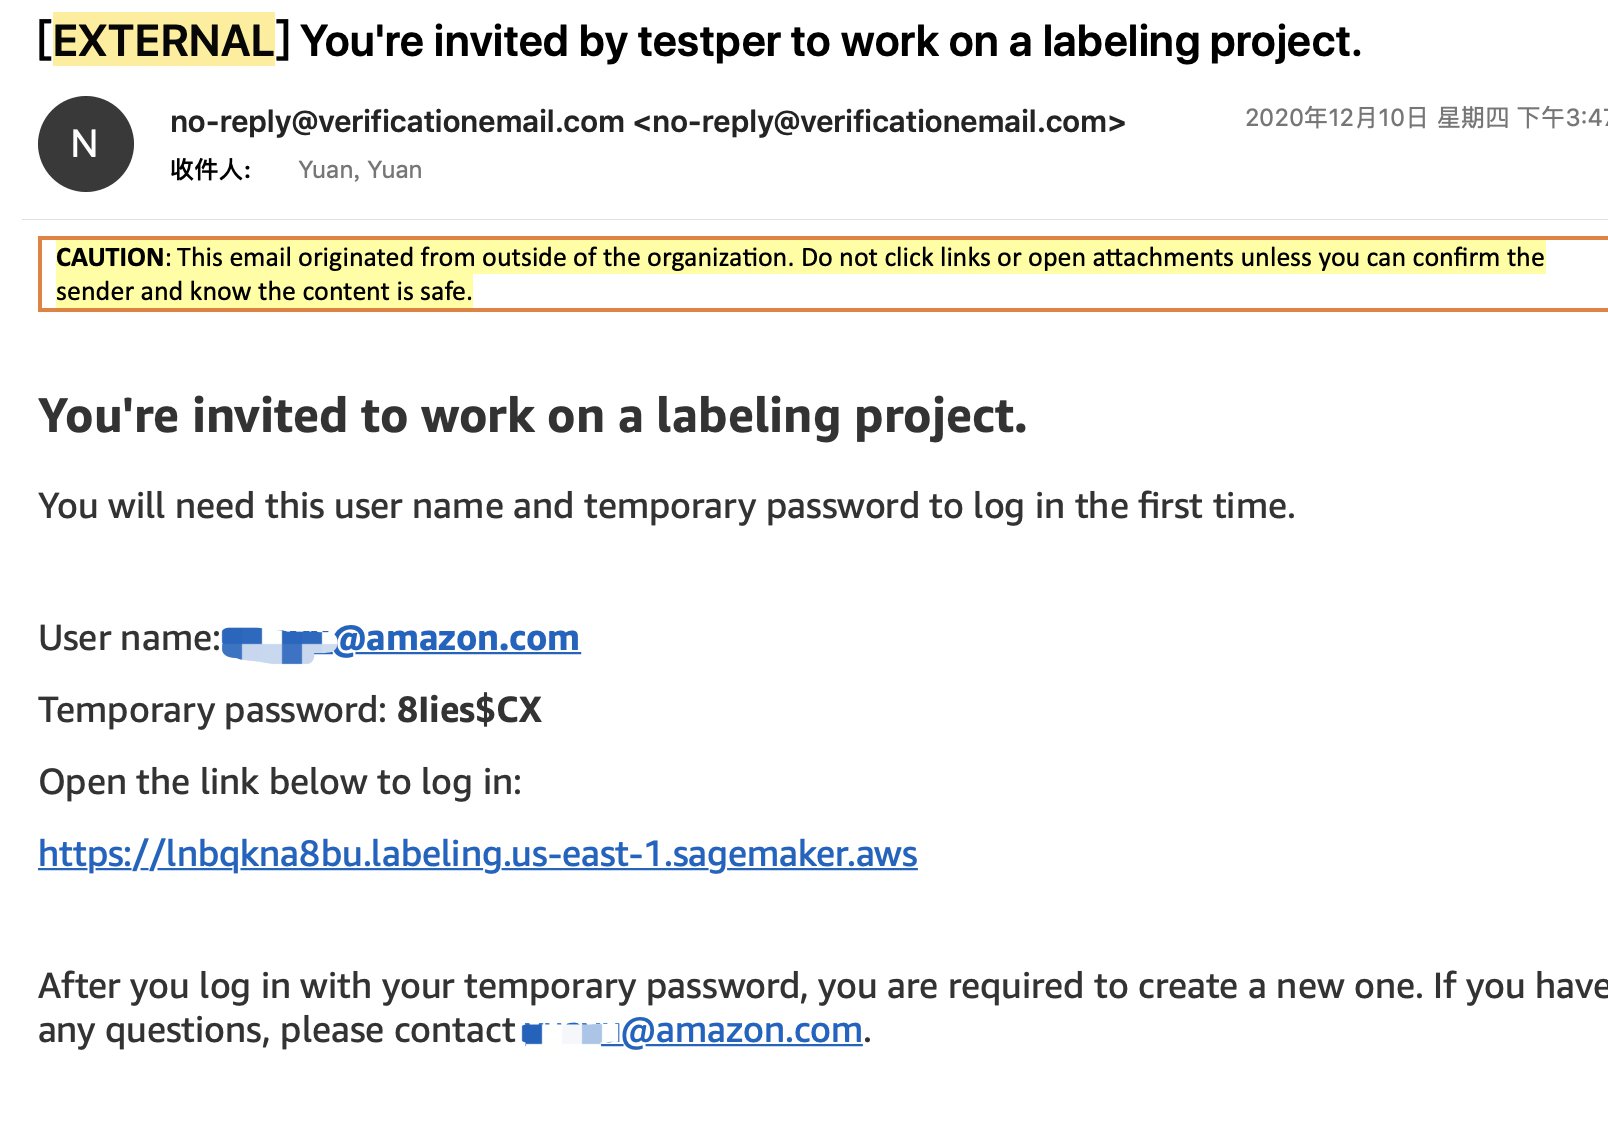 [EXTERNAL] You're invited by testper to work on a labeling project.
N
no-reply@verificationemail.com <no-reply@verificationemail.com>
2020年12月10日 星期四 下午3:47
收件人: Yuan, Yuan
CAUTION: This email originated from outside of the organization. Do not click links or open attachments unless you can confirm the
sender and know the content is safe.
You're invited to work on a labeling project.
You will need this user name and temporary password to log in the first time.
User name: @amazon.com
Temporary password: 8Iies$CX
Open the link below to log in:
https://lnbqkna8bu.labeling.us-east-1.sagemaker.aws
After you log in with your temporary password, you are required to create a new one. If you have
any questions, please contact @amazon.com.